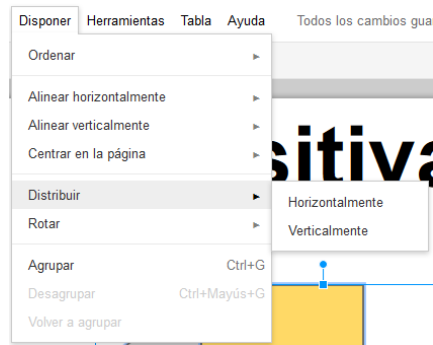 Disponer Herramientas Tabla Ayuda Todos los cambios gua
Ordenar
Alinear horizontalmente
Alinear verticalmente
Centrar en la página
sitiva
Distribuir
Horizontalmente
Rotar
Verticalmente
Agrupar Ctrl+G
Desagrupar Ctrl+Mayús+G
Volver a agrupar